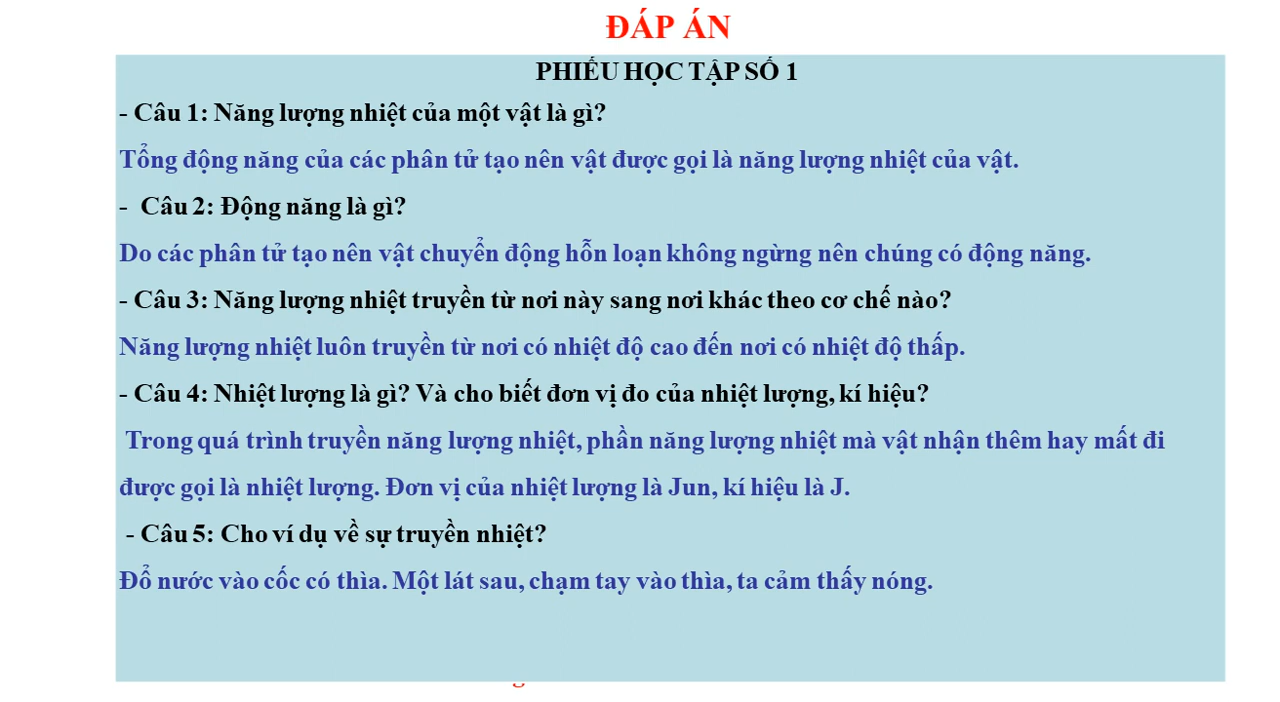 ĐÁP ÁN
PHIẾU HỌC TẬP SỐ 1
- Câu 1: Năng lượng nhiệt của một vật là gì?
Tổng động năng của các phân tử tạo nên vật được gọi là năng lượng nhiệt của vật.
- Câu 2: Động năng là gì?
Do các phân tử tạo nên vật chuyển động hỗn loạn không ngừng nên chúng có động năng.
- Câu 3: Năng lượng nhiệt truyền từ nơi này sang nơi khác theo cơ chế nào?
Năng lượng nhiệt luôn truyền từ nơi có nhiệt độ cao đến nơi có nhiệt độ thấp.
- Câu 4: Nhiệt lượng là gì? Và cho biết đơn vị đo của nhiệt lượng, kí hiệu?
Trong quá trình truyền năng lượng nhiệt, phần năng lượng nhiệt mà vật nhận thêm hay mất đi
được gọi là nhiệt lượng. Đơn vị của nhiệt lượng là Jun, kí hiệu là J.
- Câu 5: Cho ví dụ về sự truyền nhiệt?
Đổ nước vào cốc có thìa. Một lát sau, chạm tay vào thìa, ta cảm thấy nóng.